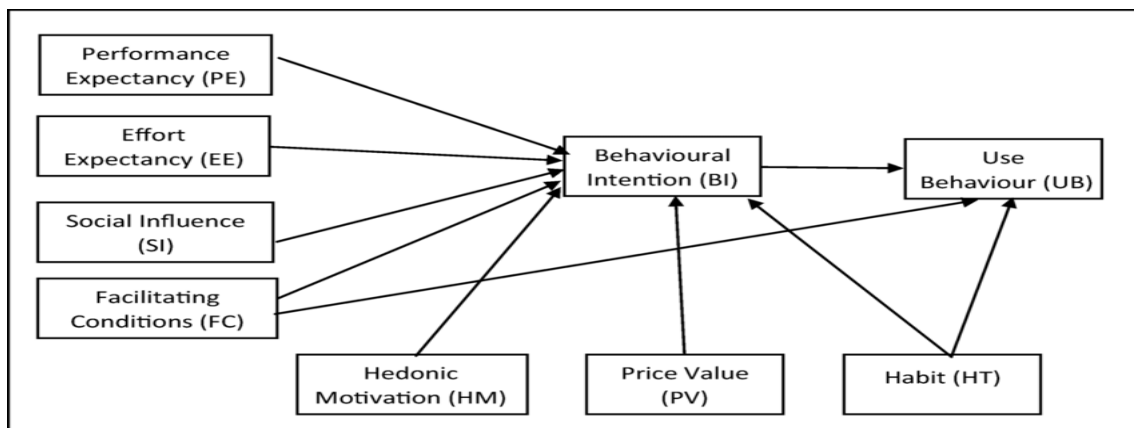 Performance
Expectancy (PE)
Effort
Expectancy (EE)
Behavioural
Intention (BI)
Use
Behaviour (UB)
Social Influence
(SI)
Facilitating
Conditions (FC)
Hedonic
Motivation (HM)
Price Value
(PV)
Habit (HT)